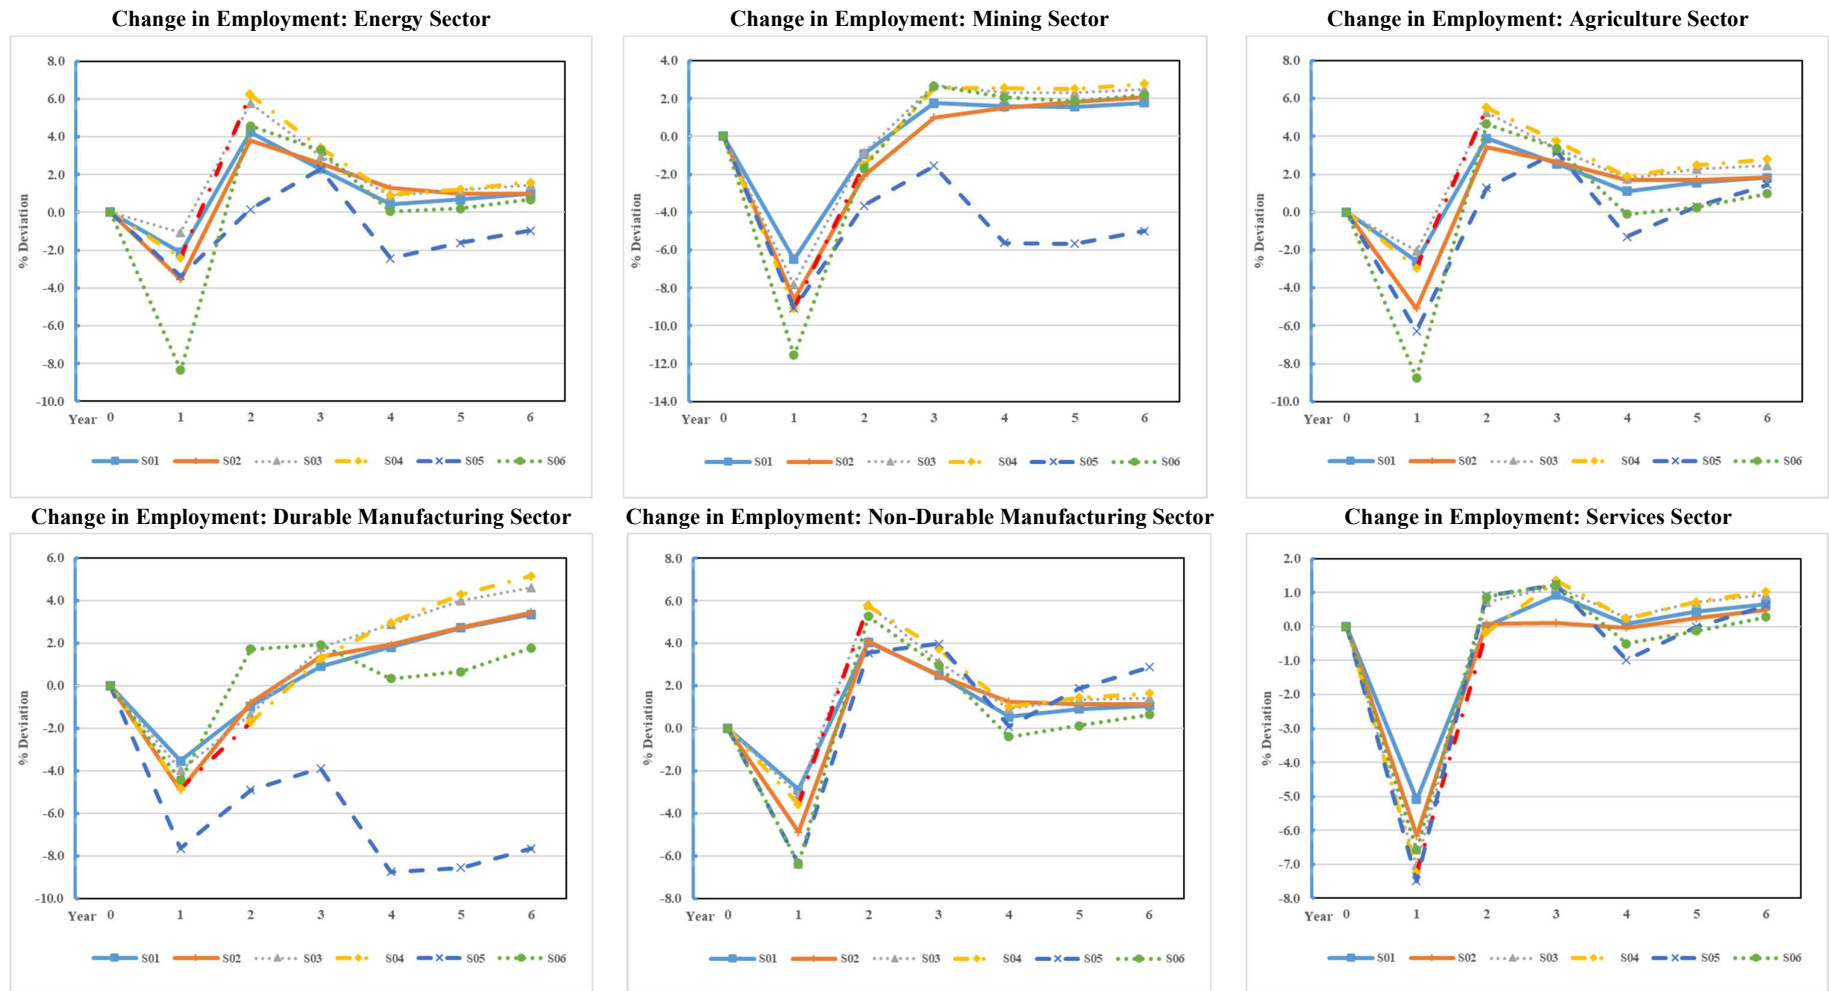 Change in Employment: Energy Sector
8.0
6.0
4.0
2.0
0.0
-2.0
-4.0
-6.0
-8.0
-10.0
% Deviation
Year 0 1 2 3 4 5 6
S01 S02 S03 S04 S05 S06
Change in Employment: Mining Sector
4.0
2.0
0.0
-2.0
-4.0
-6.0
-8.0
-10.0
-12.0
-14.0
% Deviation
Year 0 1 2 3 4 5 6
S01 S02 S03 S04 S05 S06
Change in Employment: Agriculture Sector
8.0
6.0
4.0
2.0
0.0
-2.0
-4.0
-6.0
-8.0
-10.0
% Deviation
Year 0 1 2 3 4 5 6
S01 S02 S03 S04 S05 S06
Change in Employment: Durable Manufacturing Sector
6.0
4.0
2.0
0.0
-2.0
-4.0
-6.0
-8.0
-10.0
% Deviation
Year 0 1 2 3 4 5 6
S01 S02 S03 S04 S05 S06
Change in Employment: Non-Durable Manufacturing Sector
8.0
6.0
4.0
2.0
0.0
-2.0
-4.0
-6.0
-8.0
% Deviation
Year 0 1 2 3 4 5 6
S01 S02 S03 S04 S05 S06
Change in Employment: Services Sector
2.0
1.0
0.0
-1.0
-2.0
-3.0
-4.0
-5.0
-6.0
-7.0
-8.0
% Deviation
Year 0 1 2 3 4 5 6
S01 S02 S03 S04 S05 S06